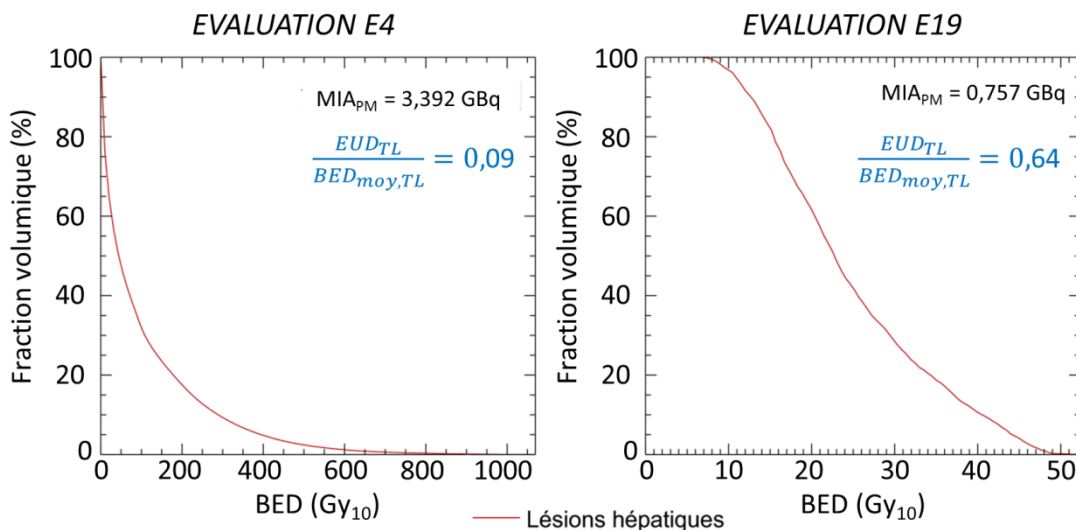 EVALUATION E4
EVALUATION E19
Fraction volumique (%)
100
80
60
40
20
0
MIA_PM = 3,392 GBq
EUD_TL
BED_moy,TL
= 0,09
0 200 400 600 800 1000
BED (Gy_10)
Fraction volumique (%)
100
80
60
40
20
0
MIA_PM = 0,757 GBq
EUD_TL
BED_moy,TL
= 0,64
0 10 20 30 40 50
BED (Gy_10)
Lésions hépatiques